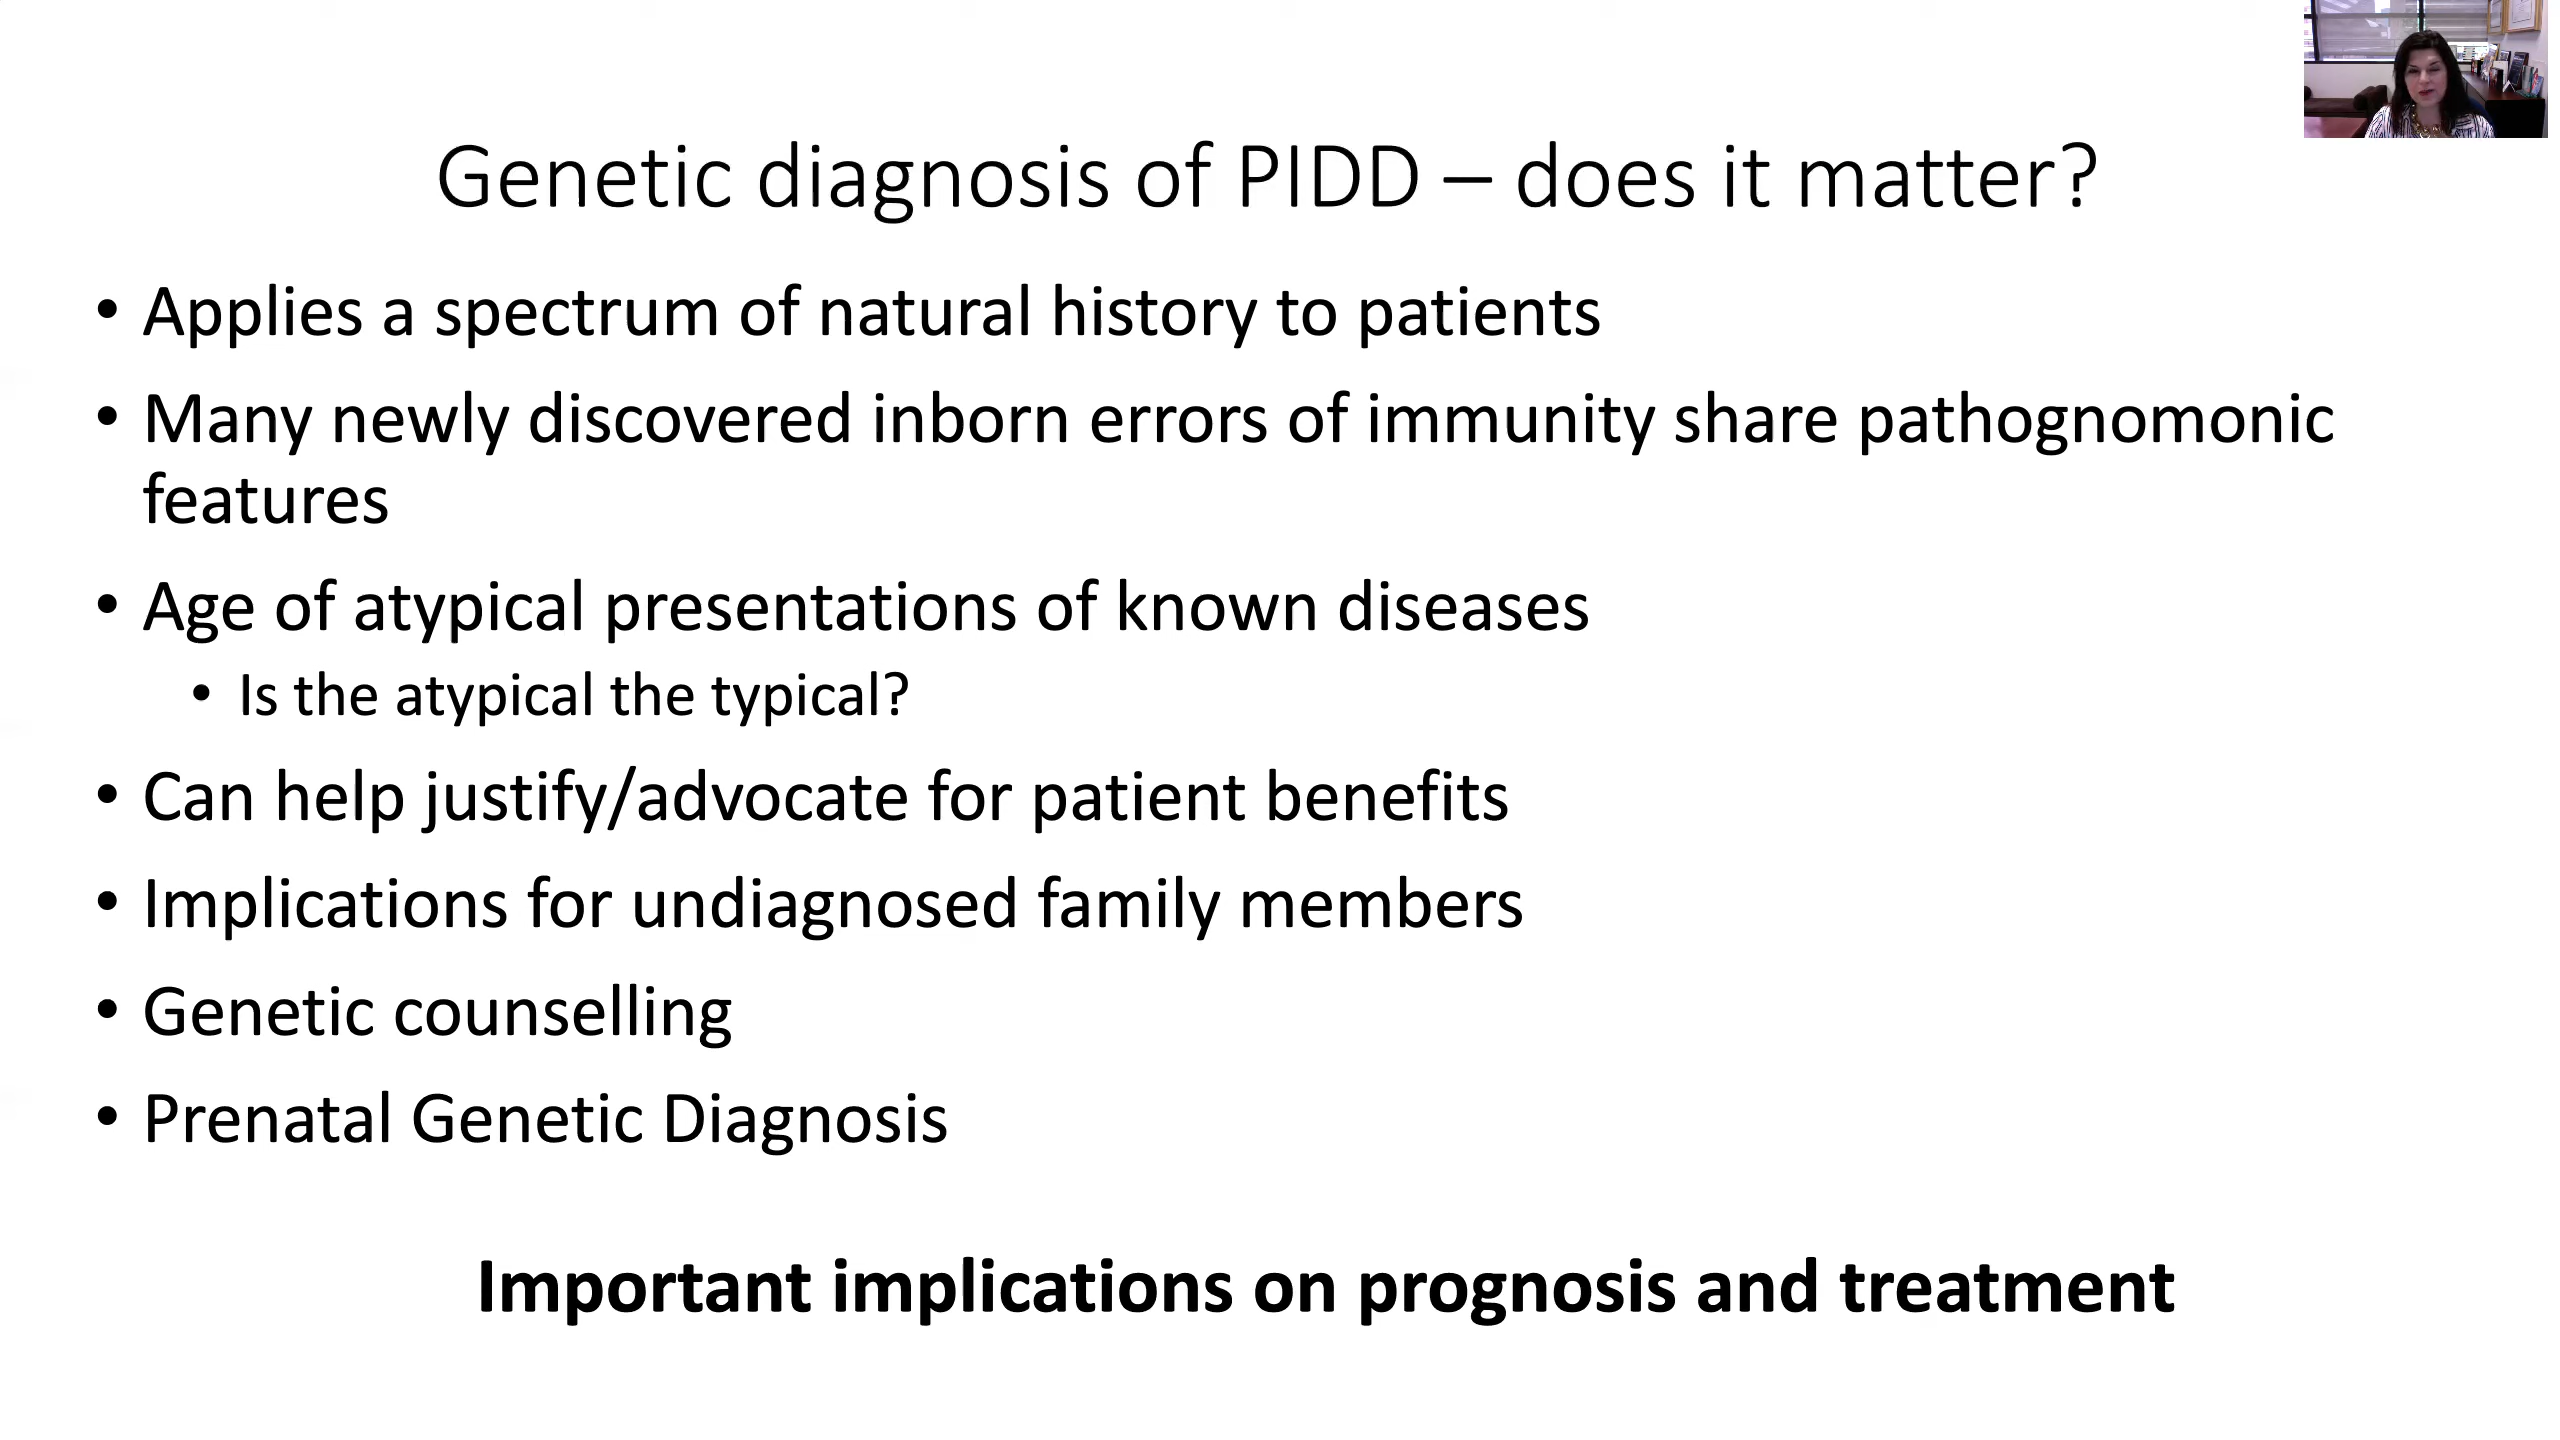 Genetic diagnosis of PIDD – does it matter?
• Applies a spectrum of natural history to patients
• Many newly discovered inborn errors of immunity share pathognomonic
features
• Age of atypical presentations of known diseases
• Is the atypical the typical?
• Can help justify/advocate for patient benefits
• Implications for undiagnosed family members
• Genetic counselling
• Prenatal Genetic Diagnosis
Important implications on prognosis and treatment